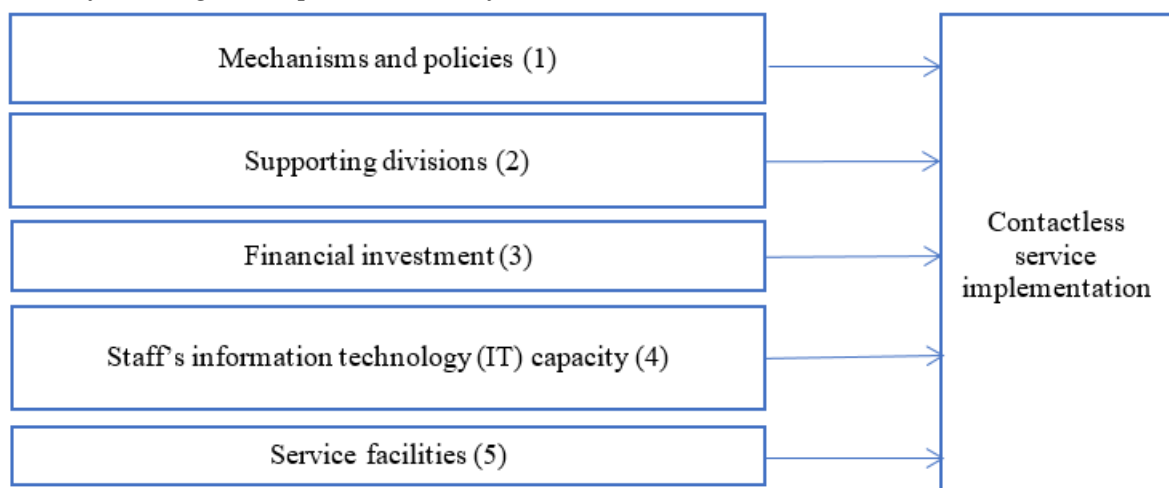 Mechanisms and policies (1)
Supporting divisions (2)
Financial investment (3)
Staff's information technology (IT) capacity (4)
Service facilities (5)
Contactless
service
implementation